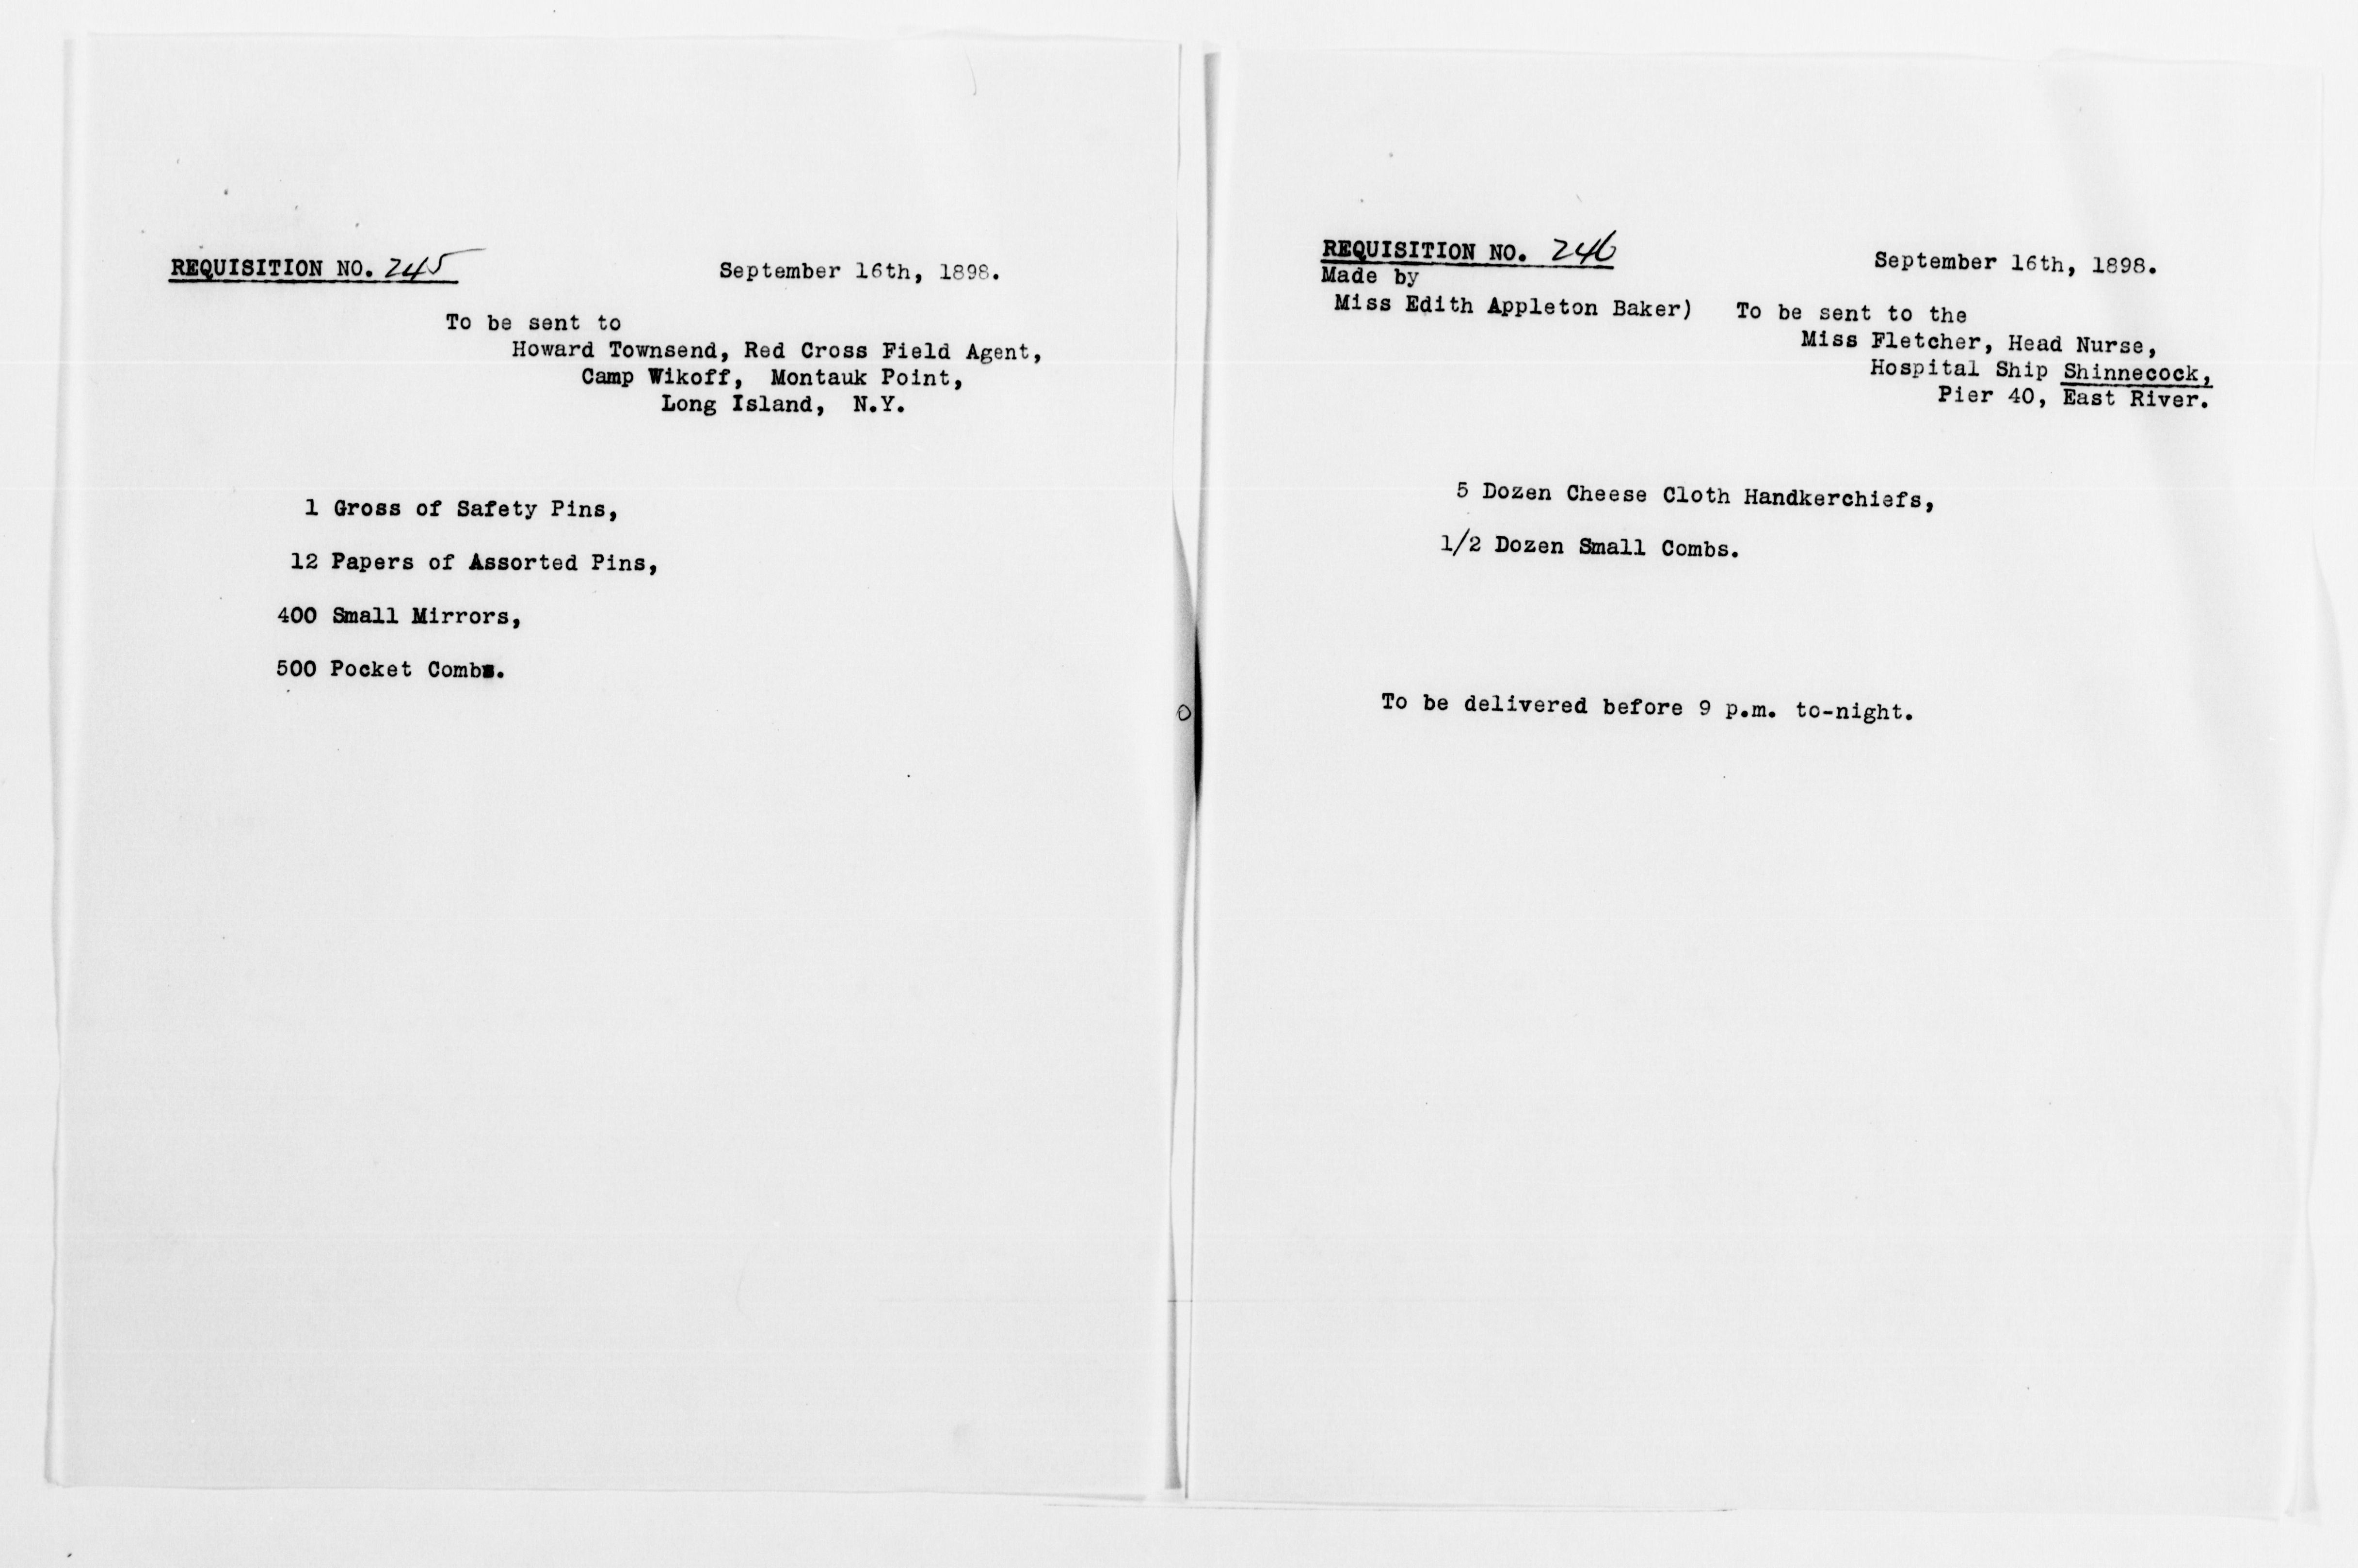 REQUISITION NO. 245
September 16th, 1898.
To be sent to
Howard Townsend, Red Cross Field Agent,
Camp Wikoff, Montauk Point,
Long Island, N.Y.
1 Gross of Safety Pins,
12 Papers of Assorted Pins,
400 Small Mirrors,
500 Pocket Combs.
REQUISITION NO. 246
September 16th, 1898.
Made by
Miss Edith Appleton Baker)
To be sent to the
Miss Fletcher, Head Nurse,
Hospital Ship Shinnecock,
Pier 40, East River.
5 Dozen Cheese Cloth Handkerchiefs,
1/2 Dozen Small Combs.
To be delivered before 9 p.m. to-night.